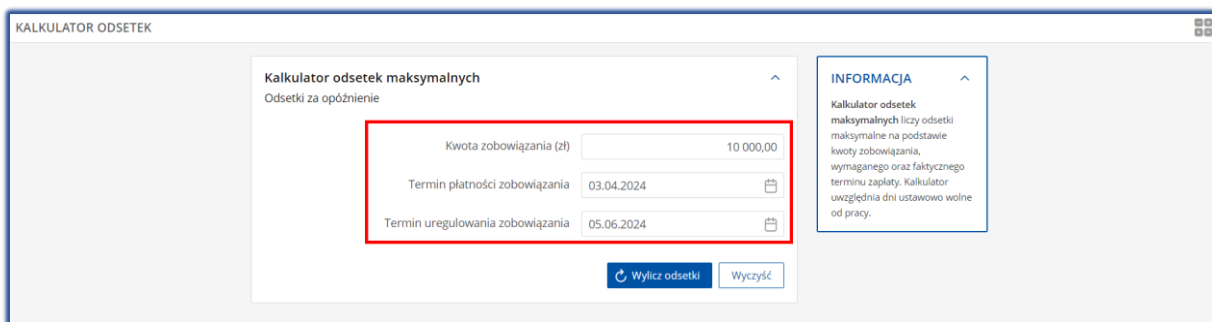 KALKULATOR ODSETEK
Kalkulator odsetek maksymalnych
Odsetki za opóźnienie
Kwota zobowiązania (zł) 10 000,00
Termin płatności zobowiązania 03.04.2024
Termin uregulowania zobowiązania 05.06.2024
Wylicz odsetki Wyczyść
INFORMACJA
Kalkulator odsetek
maksymalnych liczy odsetki
maksymalne na podstawie
kwoty zobowiązania,
wymaganego oraz faktycznego
terminu zapłaty. Kalkulator
uwzględnia dni ustawowo wolne
od pracy.